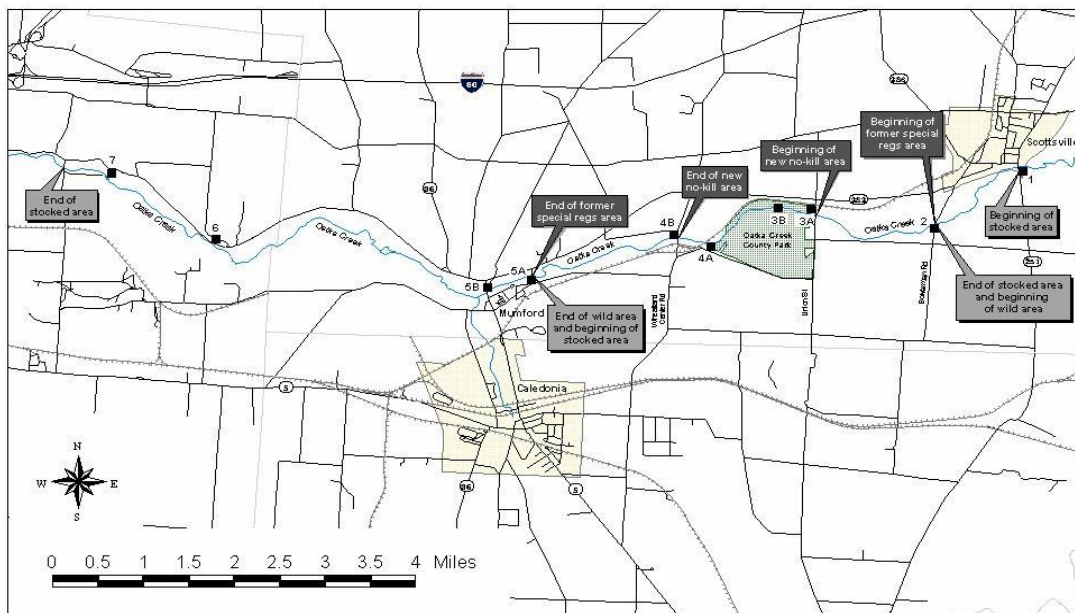 90
386
Scottsville
Beginning of
former special
regs area
Beginning of
new no-kill area
End of new
no-kill area
End of former
special regs area
36
383
7
End of
stocked area
Oatka Creek
6
Oatka Creek
5B
5A
Mumford
End of wild area
and beginning of
stocked area
Oatka Creek
4B
4A
3B
3A
Oatka Creek
County Park
Oatka Creek
2
1
Beginning of
stocked area
End of stocked area
and beginning
of wild area
Wheatland
Center Rd
Union St
Bowerman Rd
5
Caledonia
36
5
N
W
E
S
0 0.5 1 1.5 2 2.5 3 3.5 4 Miles